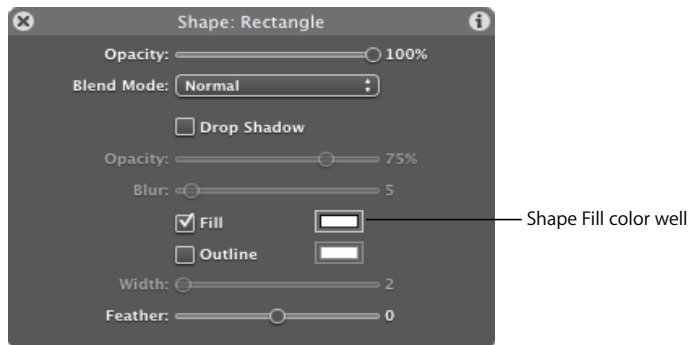 Shape: Rectangle
Opacity: 100%
Blend Mode: Normal
Drop Shadow
Opacity: 75%
Blur: 5
Fill
Shape Fill color well
Outline
Width: 2
Feather: 0